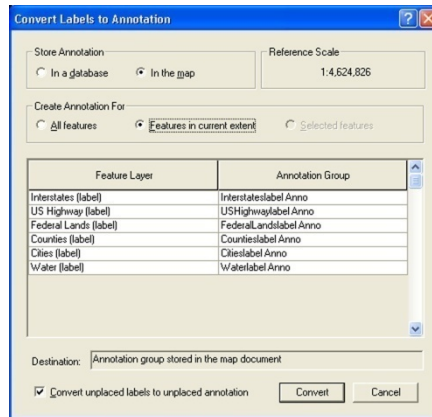 Convert Labels to Annotation
Store Annotation
In a database
In the map
Reference Scale
1:4,624,826
Create Annotation For
All features
Features in current extent
Selected features
Feature Layer Annotation Group
Interstates (label) Interstateslabel Anno
US Highway (label) USHighwaylabel Anno
Federal Lands (label) FederalLandslabel Anno
Counties (label) Countieslabel Anno
Cities (label) Citieslabel Anno
Water (label) Waterlabel Anno
Destination: Annotation group stored in the map document
Convert unplaced labels to unplaced annotation
Convert
Cancel